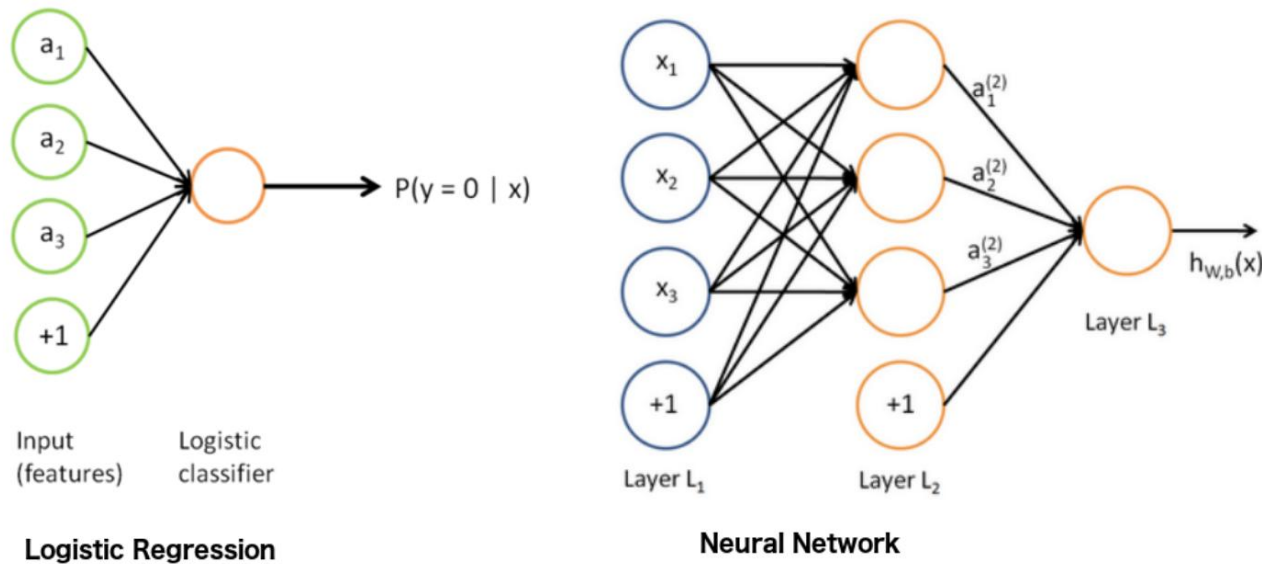 a₁
a₂
a₃
+1
P(y = 0 | x)
Input
(features)
Logistic
classifier
Logistic Regression
x₁
x₂
x₃
+1
Layer L₁
a₁⁽²⁾
a₂⁽²⁾
a₃⁽²⁾
+1
Layer L₂
Layer L₃
h_W,b(x)
Neural Network